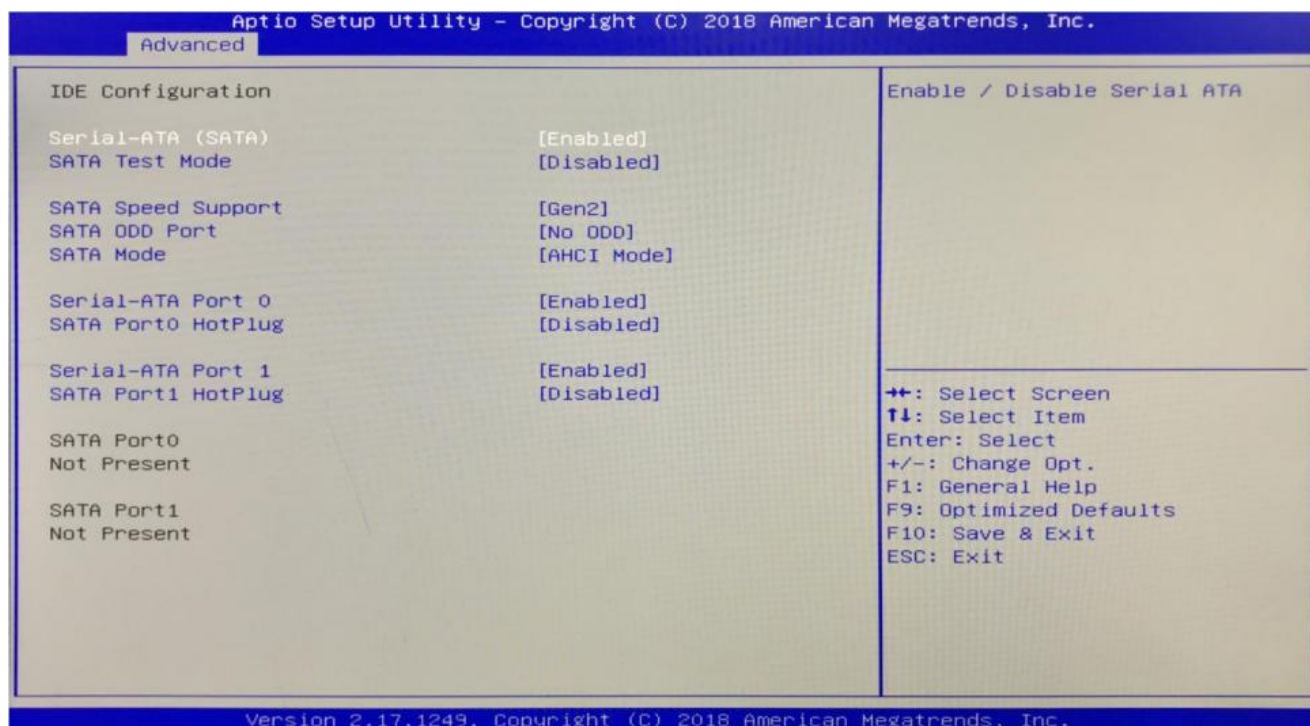 Aptio Setup Utility - Copyright (C) 2018 American Megatrends, Inc.
Advanced
IDE Configuration
Serial-ATA (SATA) [Enabled]
SATA Test Mode [Disabled]
SATA Speed Support [Gen2]
SATA ODD Port [No ODD]
SATA Mode [AHCI Mode]
Serial-ATA Port 0 [Enabled]
SATA Port0 HotPlug [Disabled]
Serial-ATA Port 1 [Enabled]
SATA Port1 HotPlug [Disabled]
SATA Port0
Not Present
SATA Port1
Not Present
Enable / Disable Serial ATA
→←: Select Screen
↑↓: Select Item
Enter: Select
+/-: Change Opt.
F1: General Help
F9: Optimized Defaults
F10: Save & Exit
ESC: Exit
Version 2.17.1249. Copyright (C) 2018 American Megatrends, Inc.